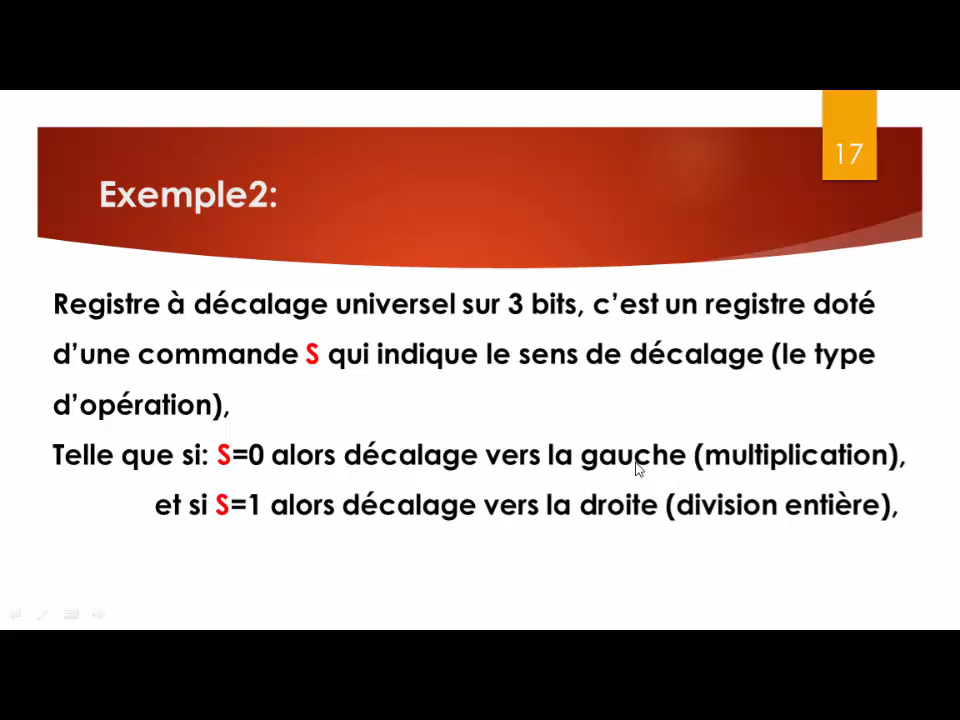 17
Exemple2:
Registre à décalage universel sur 3 bits, c’est un registre doté
d’une commande S qui indique le sens de décalage (le type
d’opération),
Telle que si: S=0 alors décalage vers la gauche (multiplication),
et si S=1 alors décalage vers la droite (division entière),